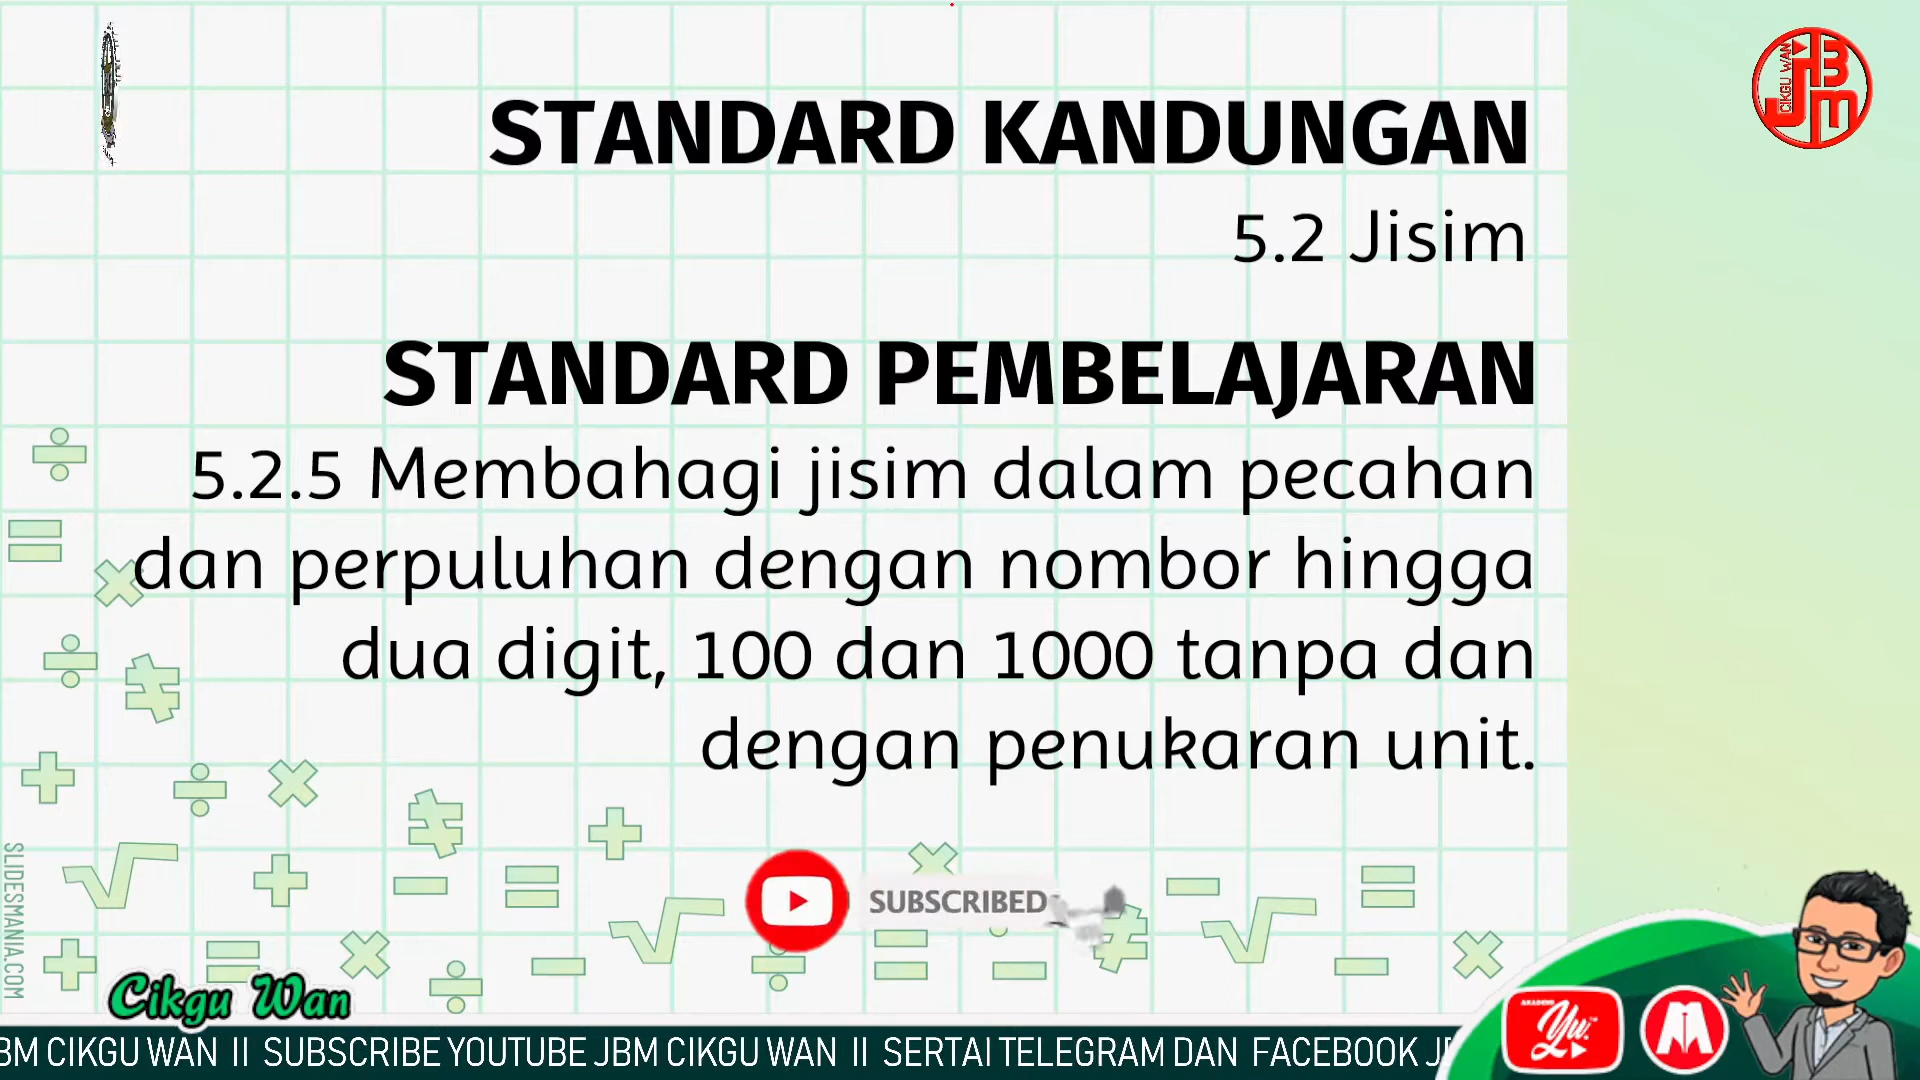 STANDARD KANDUNGAN
5.2 Jisim
STANDARD PEMBELAJARAN
5.2.5 Membahagi jisim dalam pecahan
dan perpuluhan dengan nombor hingga
dua digit, 100 dan 1000 tanpa dan
dengan penukaran unit.
SUBSCRIBED
SLIDESMANIA.COM
Cikgu Wan
BM CIKGU WAN II SUBSCRIBE YOUTUBE JBM CIKGU WAN II SERTAI TELEGRAM DAN FACEBOOK
CIKGU WAN
JBM
Yu